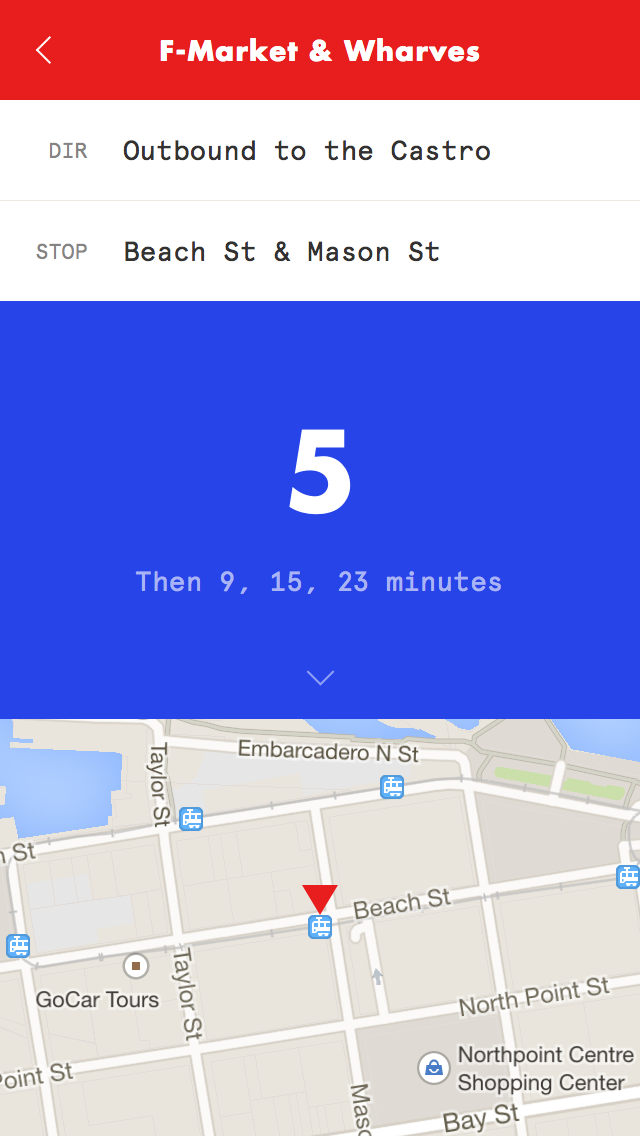 F-Market & Wharves
DIR Outbound to the Castro
STOP Beach St & Mason St
5
Then 9, 15, 23 minutes
Embarcadero N St
Taylor St
n St
Beach St
GoCar Tours
Taylor St
North Point St
Northpoint Centre
Shopping Center
Point St
Maso
Bay St